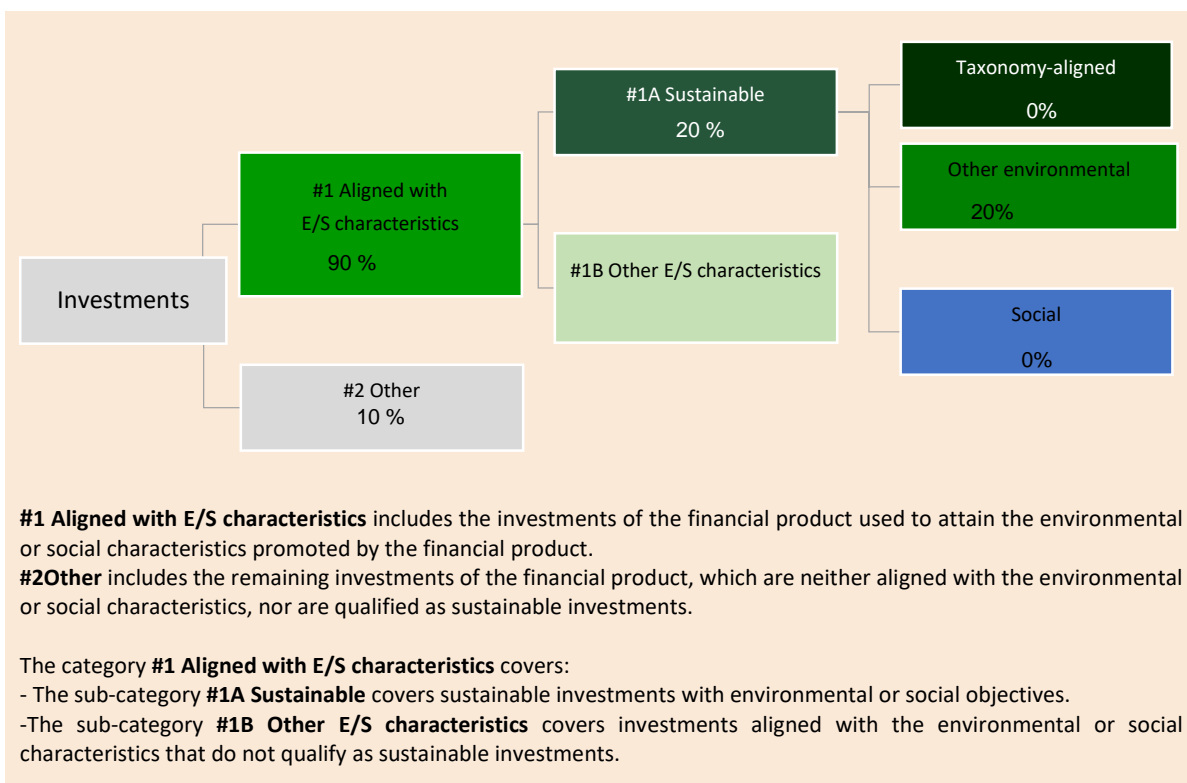 Investments
#1 Aligned with
E/S characteristics
90 %
#2 Other
10 %
#1A Sustainable
20 %
#1B Other E/S characteristics
Taxonomy-aligned
0%
Other environmental
20%
Social
0%
#1 Aligned with E/S characteristics includes the investments of the financial product used to attain the environmental
or social characteristics promoted by the financial product.
#2Other includes the remaining investments of the financial product, which are neither aligned with the environmental
or social characteristics, nor are qualified as sustainable investments.
The category #1 Aligned with E/S characteristics covers:
- The sub-category #1A Sustainable covers sustainable investments with environmental or social objectives.
-The sub-category #1B Other E/S characteristics covers investments aligned with the environmental or social
characteristics that do not qualify as sustainable investments.